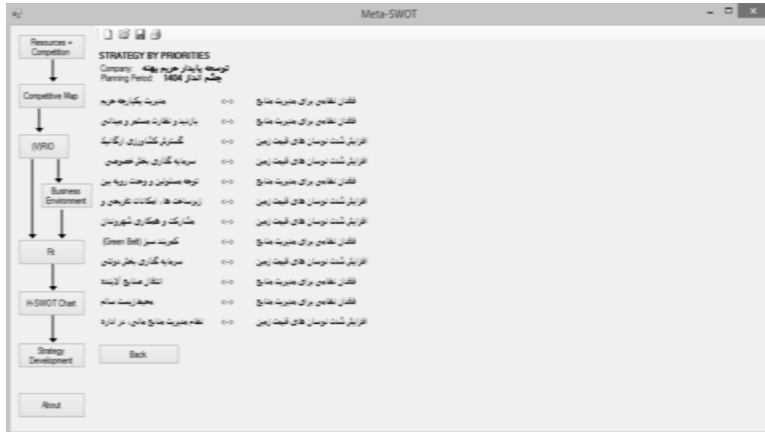 Meta-SWOT
Resources + Competition
Competitive Map
(V)RIO
Business Environment
Fit
H-SWOT Chart
Strategy Development
About
STRATEGY BY PRIORITIES
Company: توسعه پایدار حریم پهنه
Planning Period: چشم انداز 1404
مدیریت یکپارچه حریم <-> فقدان نظامی برای مدیریت منابع
بازدید و نظارت مستمر و میدانی <-> فقدان نظامی برای مدیریت منابع
گسترش کشاورزی ارگانیک <-> افزایش شدت نوسان های قیمت زمین
سرمایه گذاری بخش خصوصی <-> افزایش شدت نوسان های قیمت زمین
توجه مسئولین و وحدت رویه بین <-> فقدان نظامی برای مدیریت منابع
زیرساخت ها، امکانات تفریحی و <-> افزایش شدت نوسان های قیمت زمین
مشارکت و همکاری شهروندان <-> افزایش شدت نوسان های قیمت زمین
کمربند سبز (Green Belt) <-> فقدان نظامی برای مدیریت منابع
سرمایه گذاری بخش دولتی <-> افزایش شدت نوسان های قیمت زمین
انتقال صنایع آلاینده <-> فقدان نظامی برای مدیریت منابع
محیط زیست سالم <-> فقدان نظامی برای مدیریت منابع
نظام مدیریت منابع مالی، در اداره <-> افزایش شدت نوسان های قیمت زمین
Back